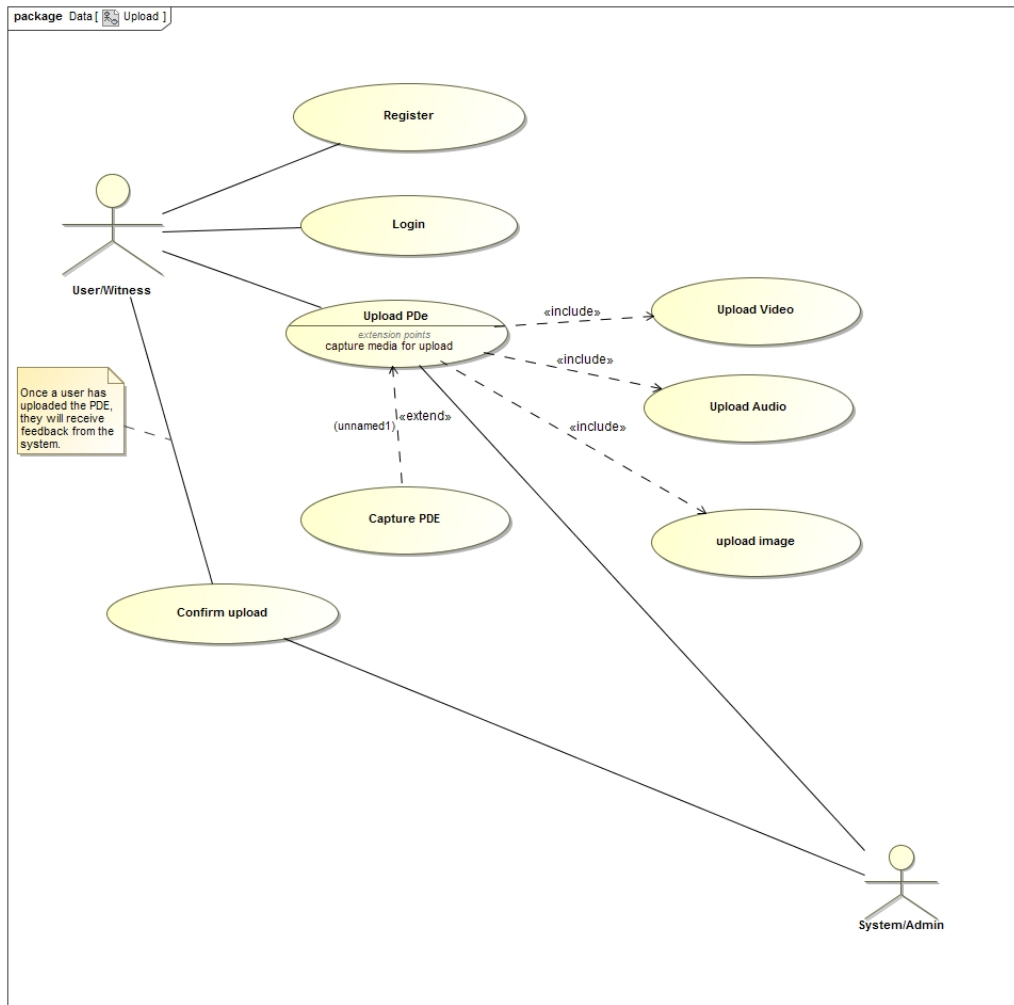 package Data [ Upload ]
Register
Login
User/Witness
Upload PDe
extension points
capture media for upload
«include»
Upload Video
«include»
Upload Audio
«include»
upload image
Once a user has
uploaded the PDE,
they will receive
feedback from the
system.
(unnamed1)
«extend»
Capture PDE
Confirm upload
System/Admin